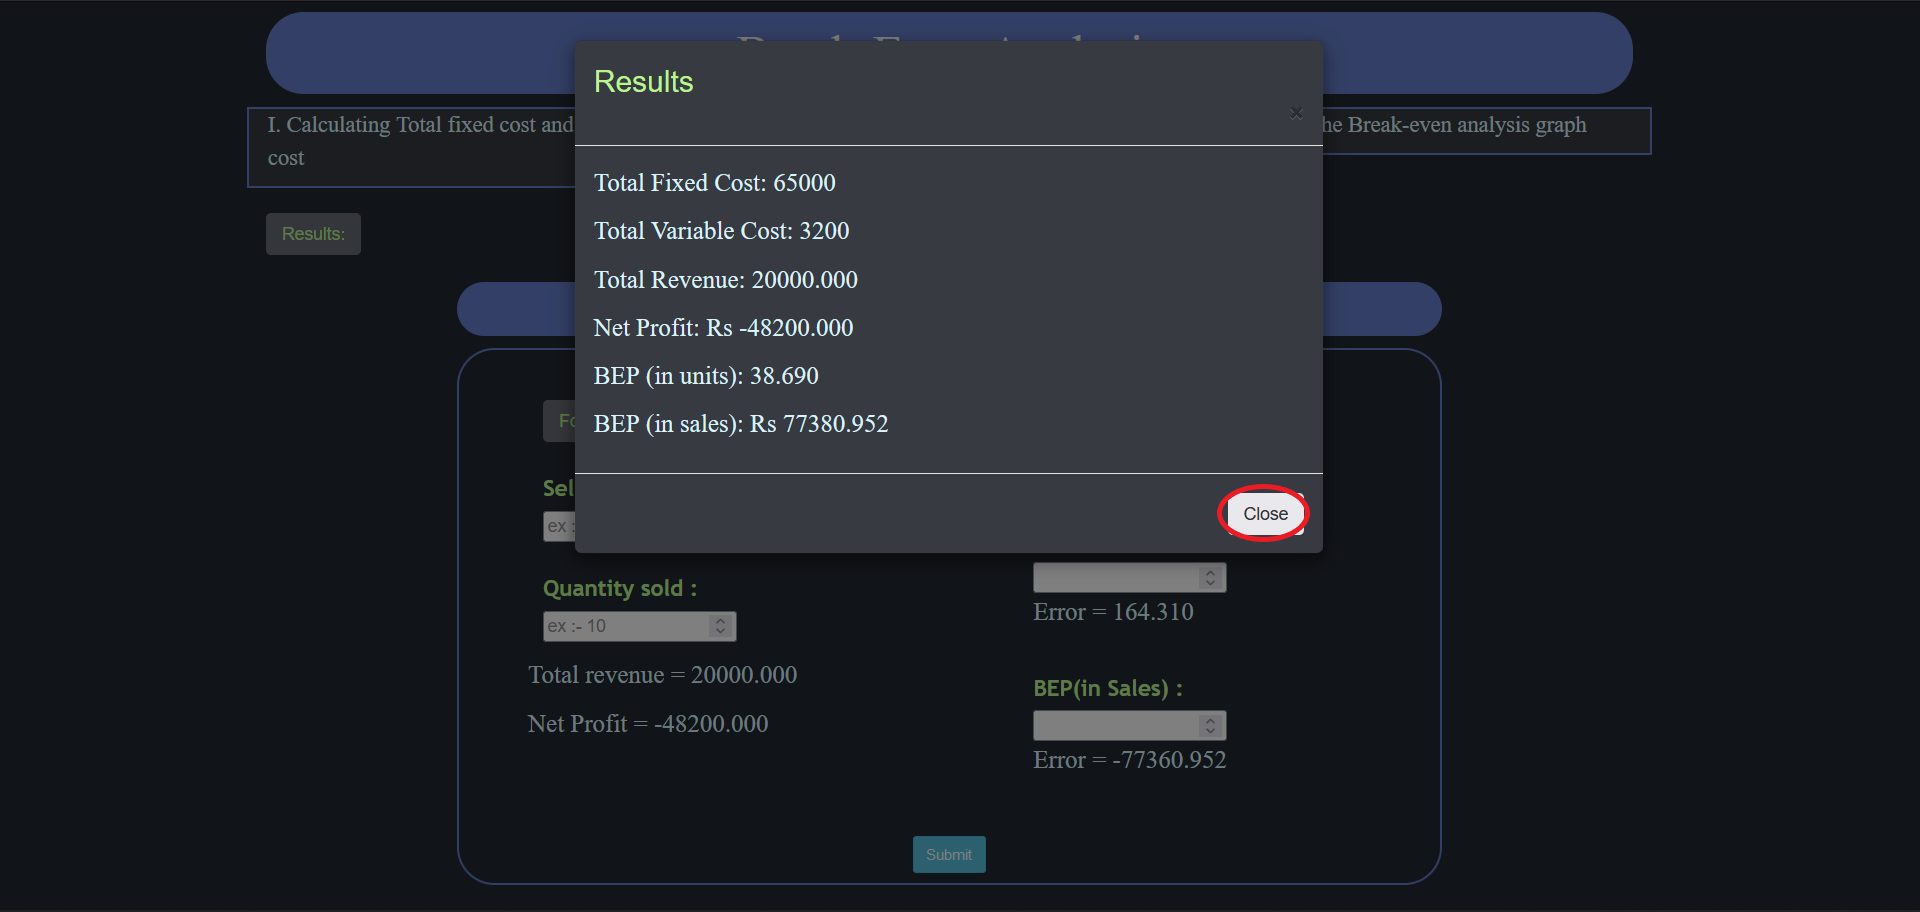 Results
×
I. Calculating Total fixed cost and
cost
he Break-even analysis graph
Results:
Total Fixed Cost: 65000
Total Variable Cost: 3200
Total Revenue: 20000.000
Net Profit: Rs -48200.000
BEP (in units): 38.690
BEP (in sales): Rs 77380.952
Close
Sel
ex :
Quantity sold :
ex :- 10
Total revenue = 20000.000
Net Profit = -48200.000
Error = 164.310
BEP(in Sales) :
Error = -77360.952
Submit